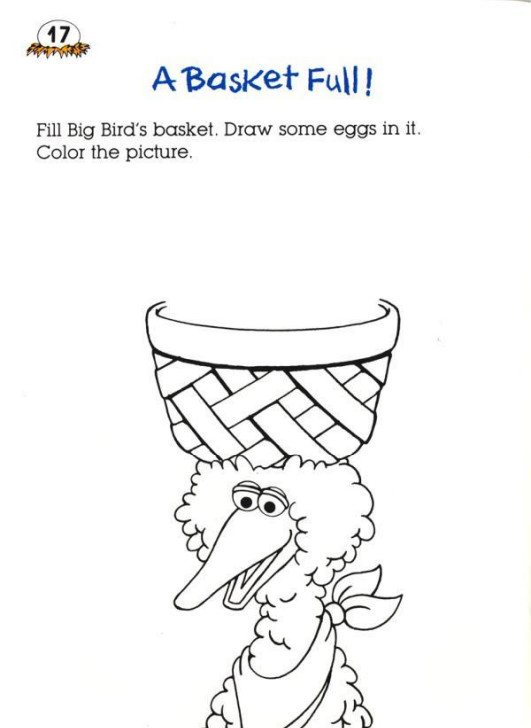 17
A Basket Full!
Fill Big Bird's basket. Draw some eggs in it.
Color the picture.